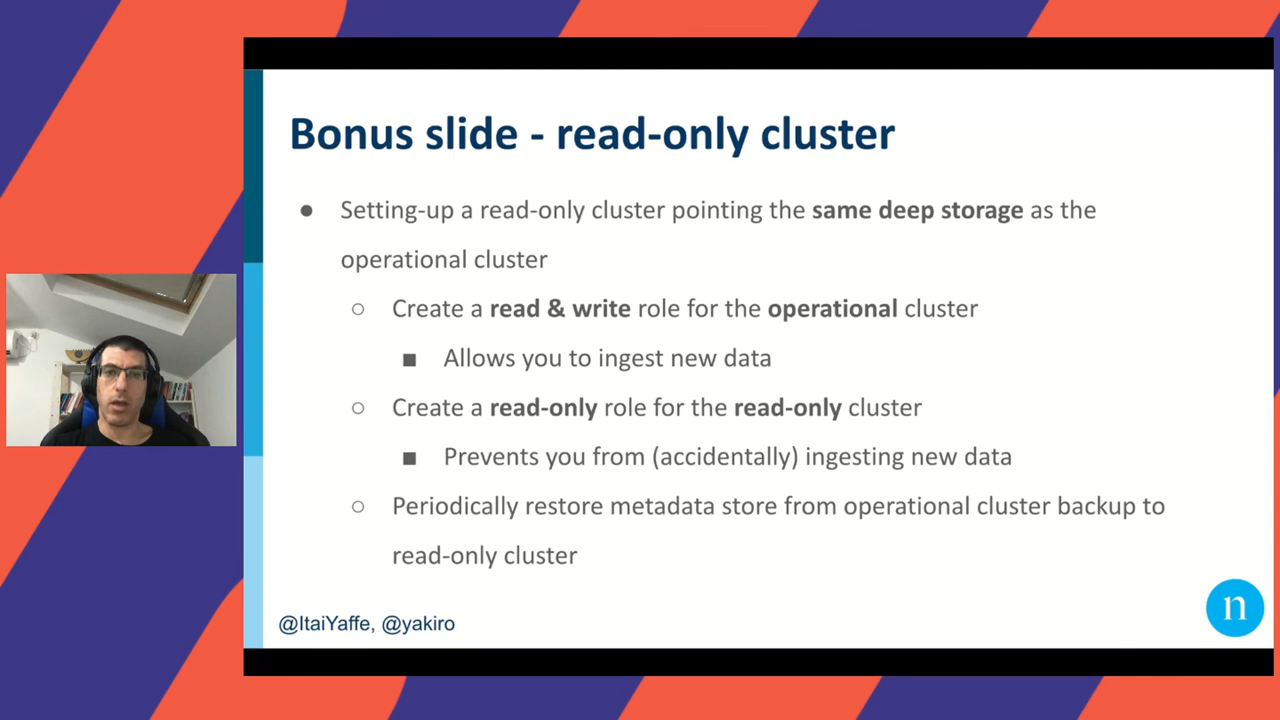 Bonus slide - read-only cluster
● Setting-up a read-only cluster pointing the same deep storage as the
operational cluster
○ Create a read & write role for the operational cluster
■ Allows you to ingest new data
○ Create a read-only role for the read-only cluster
■ Prevents you from (accidentally) ingesting new data
○ Periodically restore metadata store from operational cluster backup to
read-only cluster
@ItaiYaffe, @yakiro
n